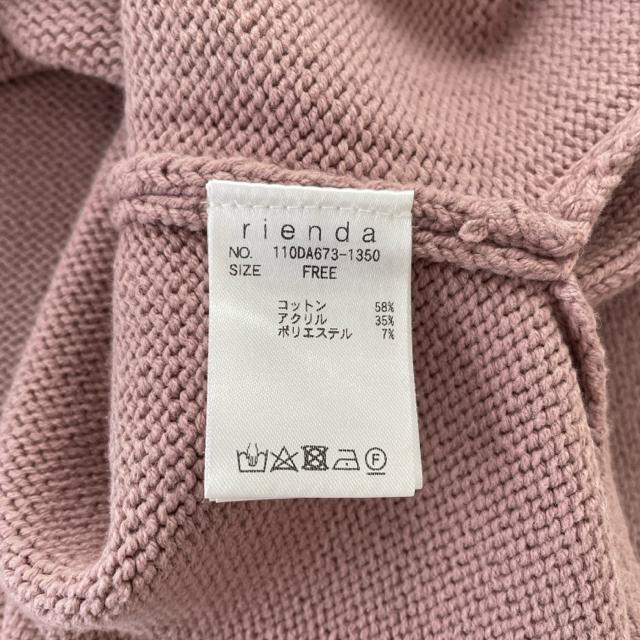 rienda
NO. 110DA673-1350
SIZE FREE
コットン 58%
アクリル 35%
ポリエステル 7%
F